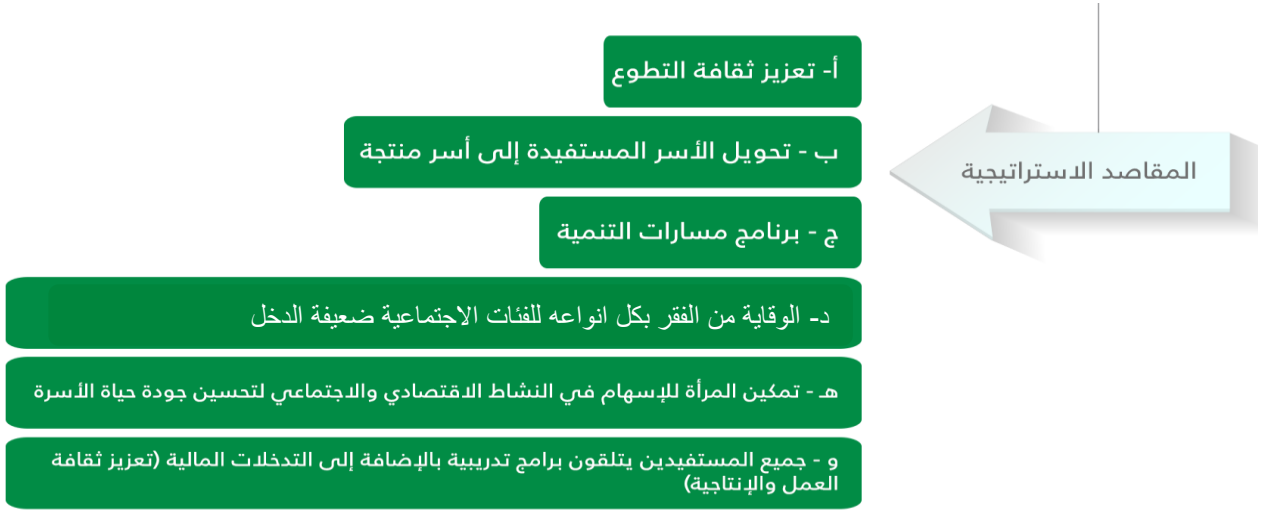 المقاصد الاستراتيجية
أ- تعزيز ثقافة التطوع
ب - تحويل الأسر المستفيدة إلى أسر منتجة
ج - برنامج مسارات التنمية
د- الوقاية من الفقر بكل انواعه للفئات الاجتماعية ضعيفة الدخل
هـ - تمكين المرأة للإسهام في النشاط الاقتصادي والاجتماعي لتحسين جودة حياة الأسرة
و - جميع المستفيدين يتلقون برامج تدريبية بالإضافة إلى التدخلات المالية (تعزيز ثقافة
العمل والإنتاجية)